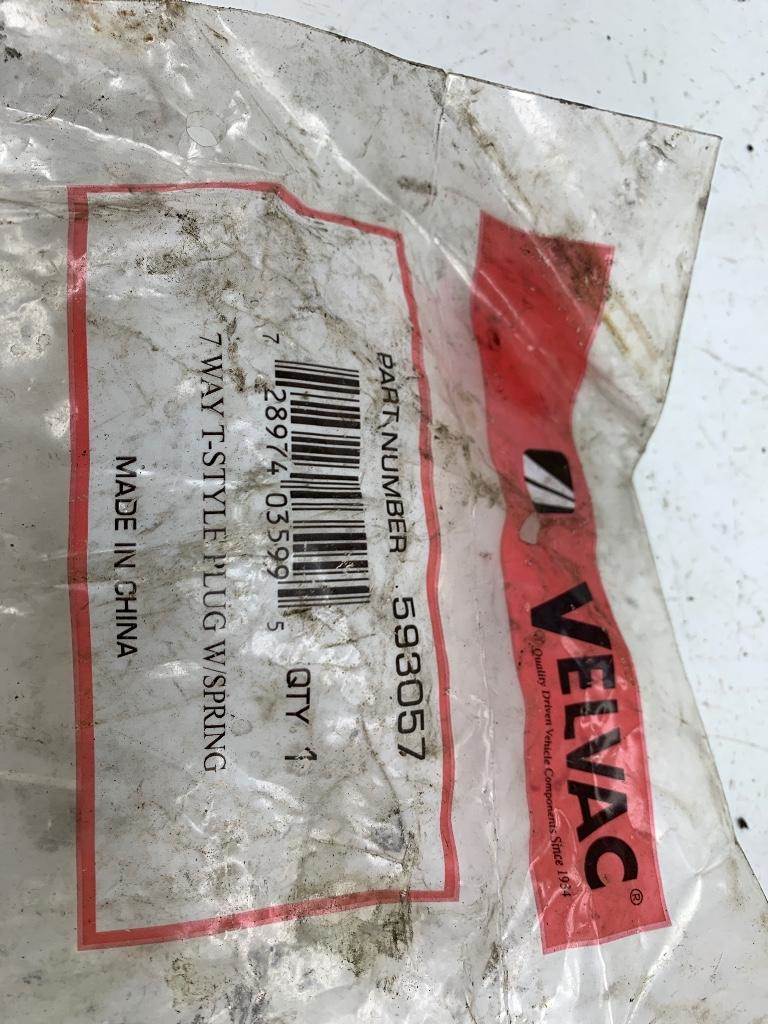 VELVAC®
Quality Driven Vehicle Components Since 1934
PART NUMBER 593057
7 28974 03599 5
QTY 1
7 WAY T-STYLE PLUG W/SPRING
MADE IN CHINA